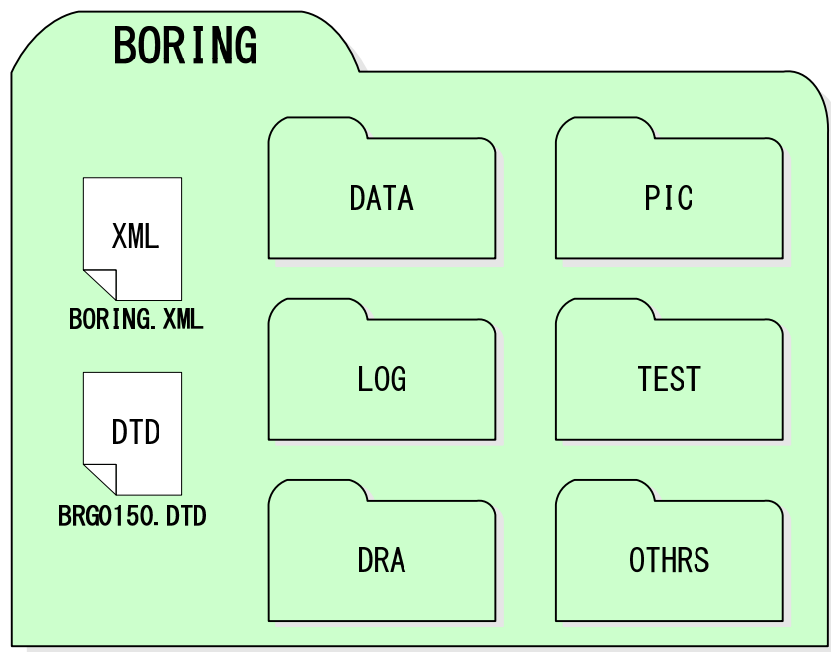 BORING
XML
BORING.XML
DTD
BRG0150.DTD
DATA
PIC
LOG
TEST
DRA
OTHRS